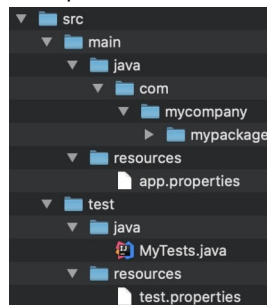 src
main
java
com
mycompany
mypackage
resources
app.properties
test
java
MyTests.java
resources
test.properties